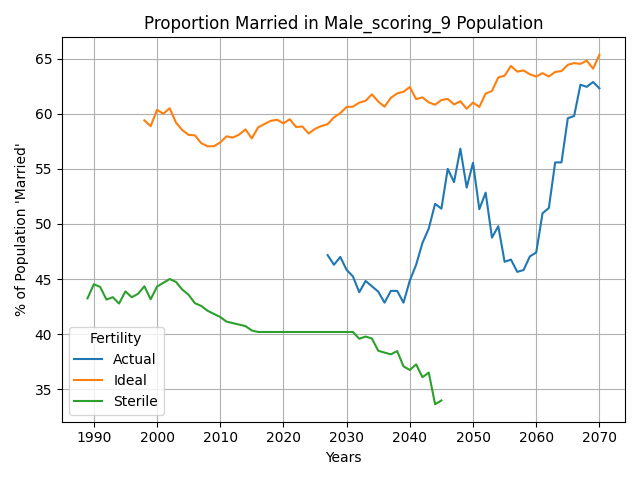 Proportion Married in Male_scoring_9 Population
% of Population 'Married'
65
60
55
50
45
40
35
Fertility
Actual
Ideal
Sterile
1990 2000 2010 2020 2030 2040 2050 2060 2070
Years